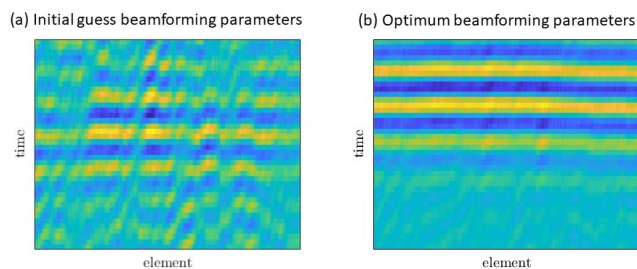 (a) Initial guess beamforming parameters
(b) Optimum beamforming parameters
time
time
element
element